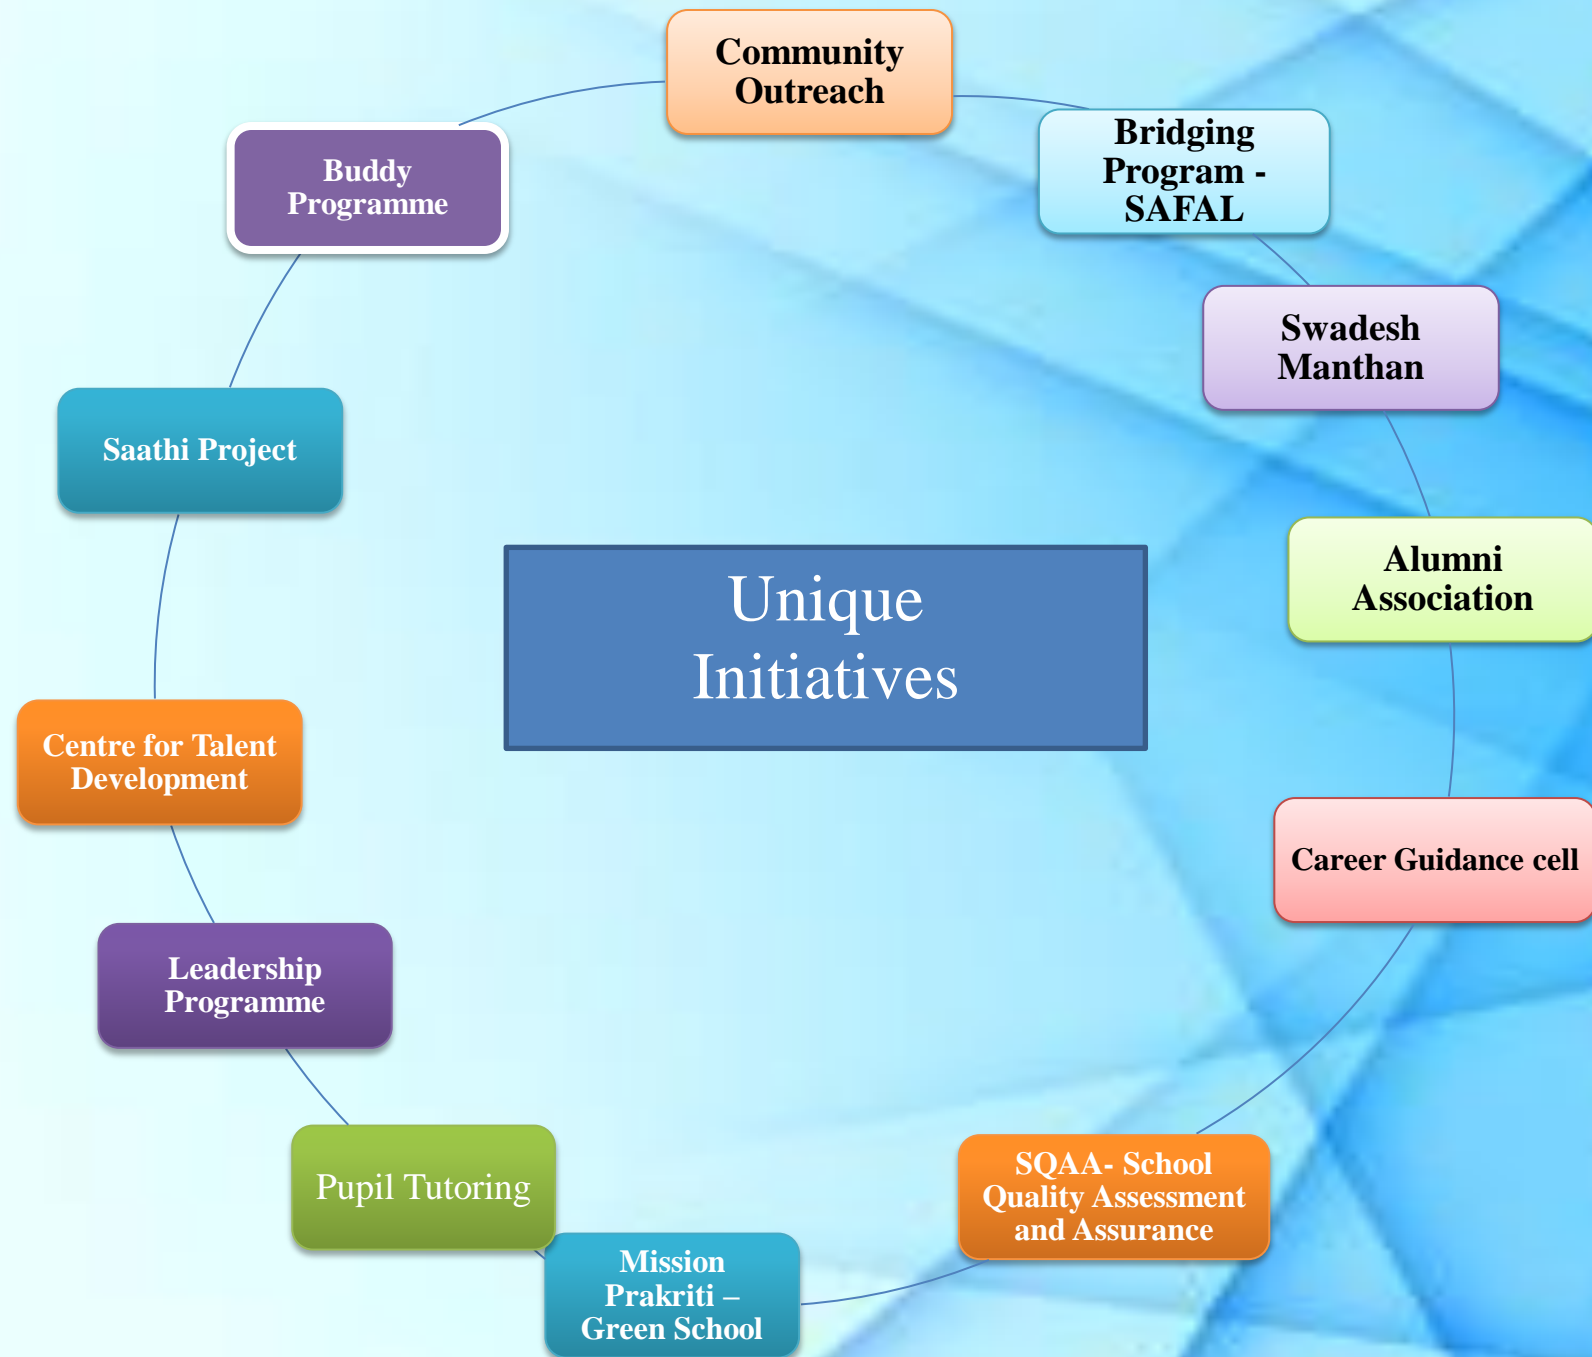 Community
Outreach
Bridging
Program -
SAFAL
Swadesh
Manthan
Alumni
Association
Career Guidance cell
SQAA- School
Quality Assessment
and Assurance
Mission
Prakriti –
Green School
Pupil Tutoring
Leadership
Programme
Centre for Talent
Development
Saathi Project
Buddy
Programme
Unique
Initiatives